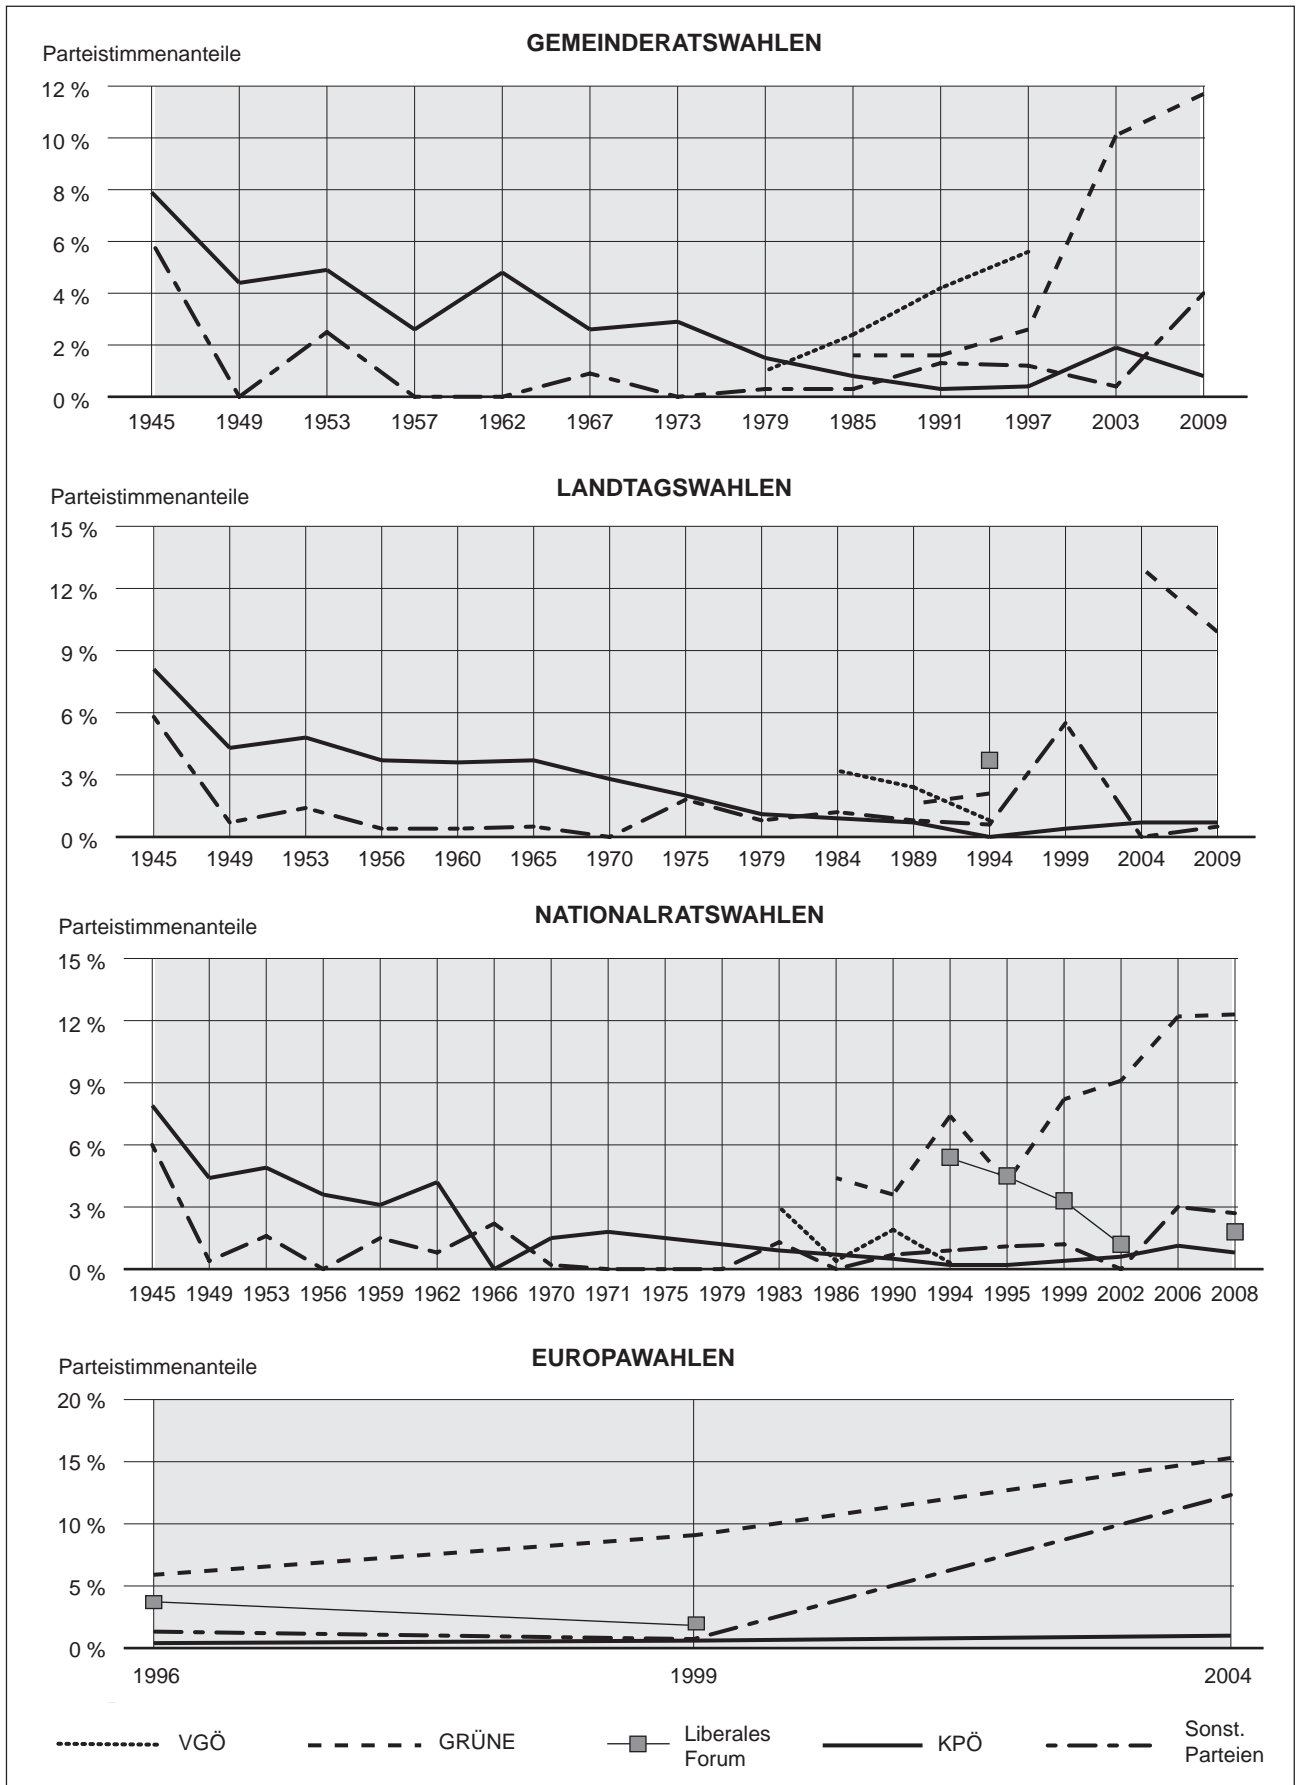 GEMEINDERATSWAHLEN
Parteistimmenanteile
12 %
10 %
8 %
6 %
4 %
2 %
0 %
1945 1949 1953 1957 1962 1967 1973 1979 1985 1991 1997 2003 2009
LANDTAGSWAHLEN
Parteistimmenanteile
15 %
12 %
9 %
6 %
3 %
0 %
1945 1949 1953 1956 1960 1965 1970 1975 1979 1984 1989 1994 1999 2004 2009
NATIONALRATSWAHLEN
Parteistimmenanteile
15 %
12 %
9 %
6 %
3 %
0 %
1945 1949 1953 1956 1959 1962 1966 1970 1971 1975 1979 1983 1986 1990 1994 1995 1999 2002 2006 2008
EUROPAWAHLEN
Parteistimmenanteile
20 %
15 %
10 %
5 %
0 %
1996 1999 2004
VGÖ
GRÜNE
Liberales
Forum
KPÖ
Sonst.
Parteien